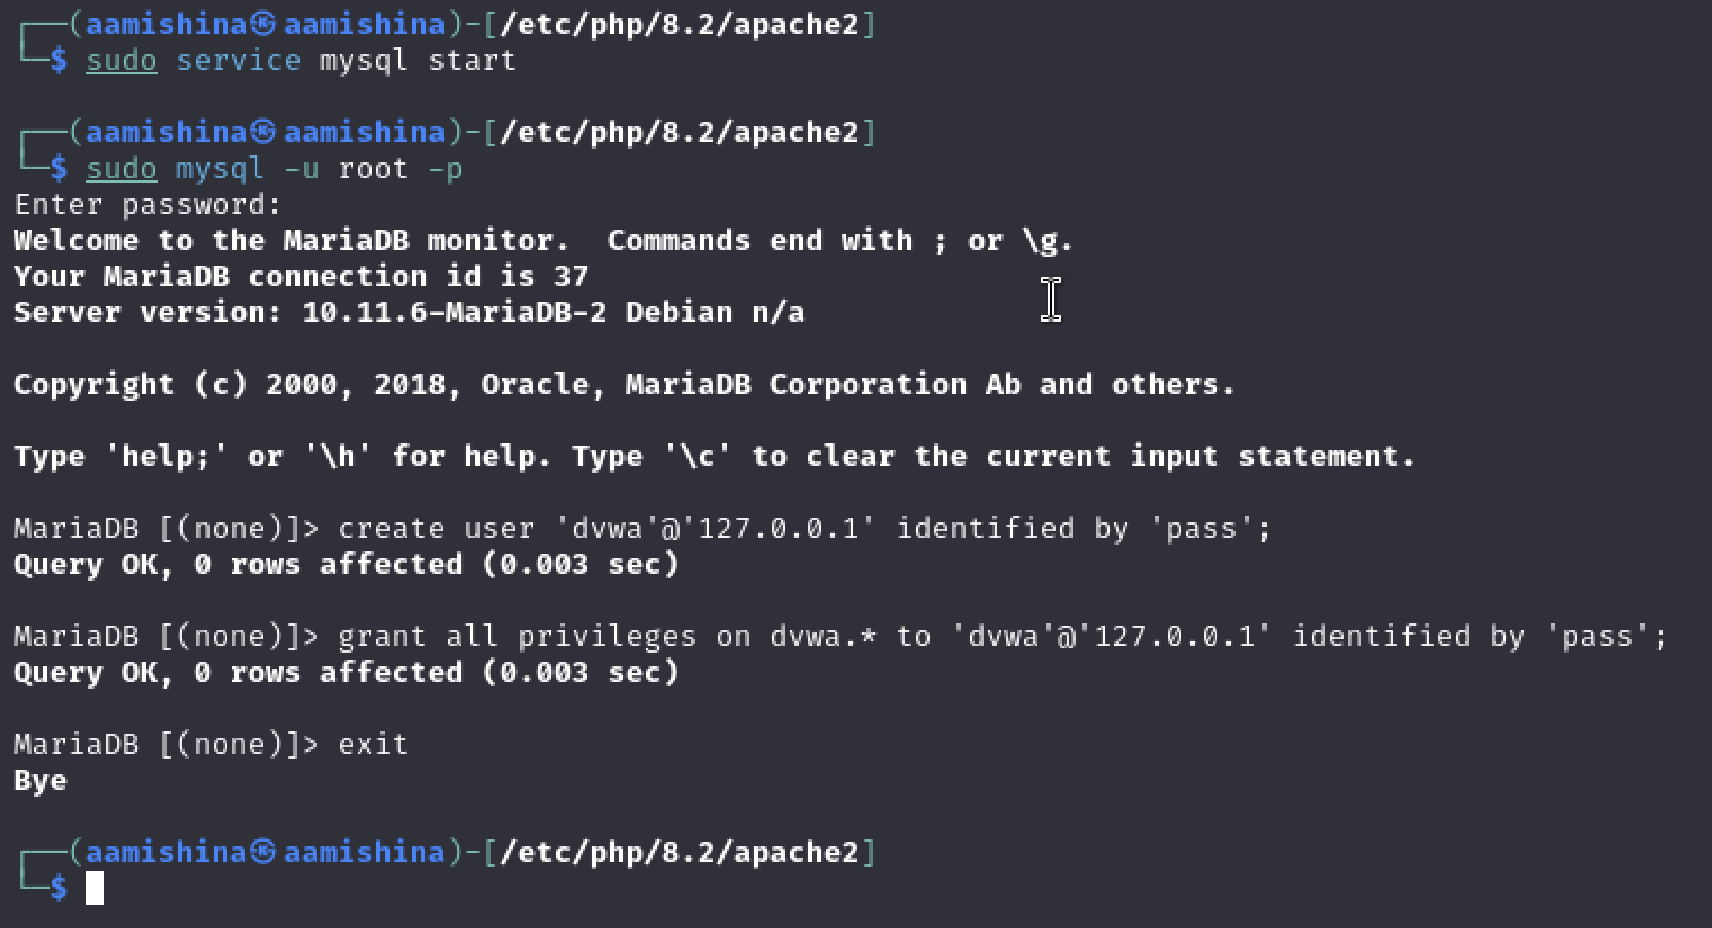 ┌──(aamishina㉿aamishina)-[/etc/php/8.2/apache2]
└─$ sudo service mysql start
┌──(aamishina㉿aamishina)-[/etc/php/8.2/apache2]
└─$ sudo mysql -u root -p
Enter password:
Welcome to the MariaDB monitor.  Commands end with ; or \g.
Your MariaDB connection id is 37
Server version: 10.11.6-MariaDB-2 Debian n/a
Copyright (c) 2000, 2018, Oracle, MariaDB Corporation Ab and others.
Type 'help;' or '\h' for help. Type '\c' to clear the current input statement.
MariaDB [(none)]> create user 'dvwa'@'127.0.0.1' identified by 'pass';
Query OK, 0 rows affected (0.003 sec)
MariaDB [(none)]> grant all privileges on dvwa.* to 'dvwa'@'127.0.0.1' identified by 'pass';
Query OK, 0 rows affected (0.003 sec)
MariaDB [(none)]> exit
Bye
┌──(aamishina㉿aamishina)-[/etc/php/8.2/apache2]
└─$